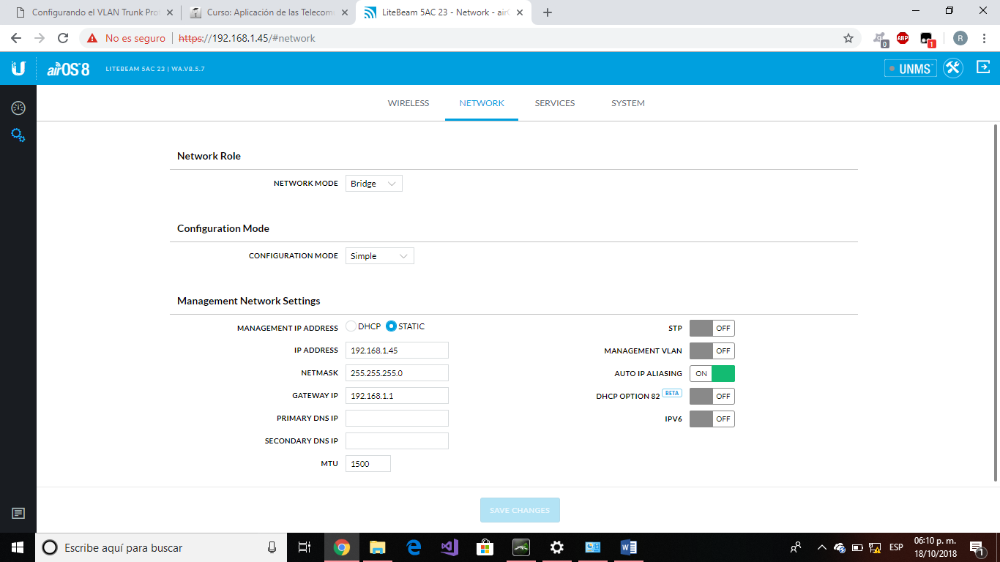 Configurando el VLAN Trunk Pro
Curso: Aplicación de las Telecom
LiteBeam 5AC 23 - Network - air
No es seguro
https://192.168.1.45/#network
0
ABP
1
R
U
airOS 8
LITEBEAM 5AC 23 | WA.V8.5.7
UNMS
WIRELESS
NETWORK
SERVICES
SYSTEM
Network Role
NETWORK MODE
Bridge
Configuration Mode
CONFIGURATION MODE
Simple
Management Network Settings
MANAGEMENT IP ADDRESS
DHCP
STATIC
IP ADDRESS
192.168.1.45
NETMASK
255.255.255.0
GATEWAY IP
192.168.1.1
PRIMARY DNS IP
SECONDARY DNS IP
MTU
1500
STP
OFF
MANAGEMENT VLAN
OFF
AUTO IP ALIASING
ON
DHCP OPTION 82 BETA
OFF
IPV6
OFF
SAVE CHANGES
Escribe aquí para buscar
ESP
06:10 p. m.
18/10/2018
1